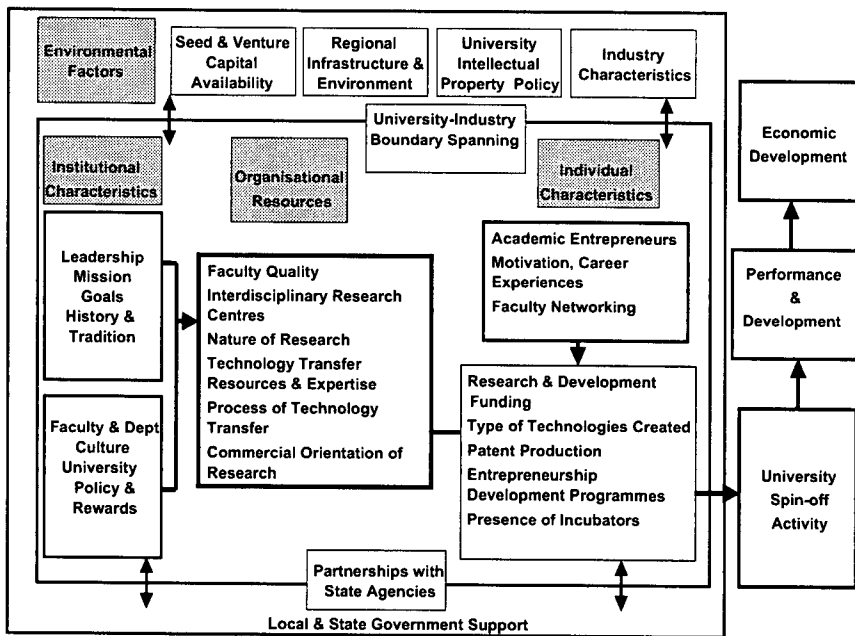 Environmental
Factors
Seed & Venture
Capital
Availability
Regional
Infrastructure &
Environment
University
Intellectual
Property Policy
Industry
Characteristics
University-Industry
Boundary Spanning
Institutional
Characteristics
Organisational
Resources
Individual
Characteristics
Leadership
Mission
Goals
History &
Tradition
Faculty & Dept
Culture
University
Policy &
Rewards
Faculty Quality
Interdisciplinary Research
Centres
Nature of Research
Technology Transfer
Resources & Expertise
Process of Technology
Transfer
Commercial Orientation of
Research
Academic Entrepreneurs
Motivation, Career
Experiences
Faculty Networking
Research & Development
Funding
Type of Technologies Created
Patent Production
Entrepreneurship
Development Programmes
Presence of Incubators
Partnerships with
State Agencies
Local & State Government Support
Economic
Development
Performance
&
Development
University
Spin-off
Activity